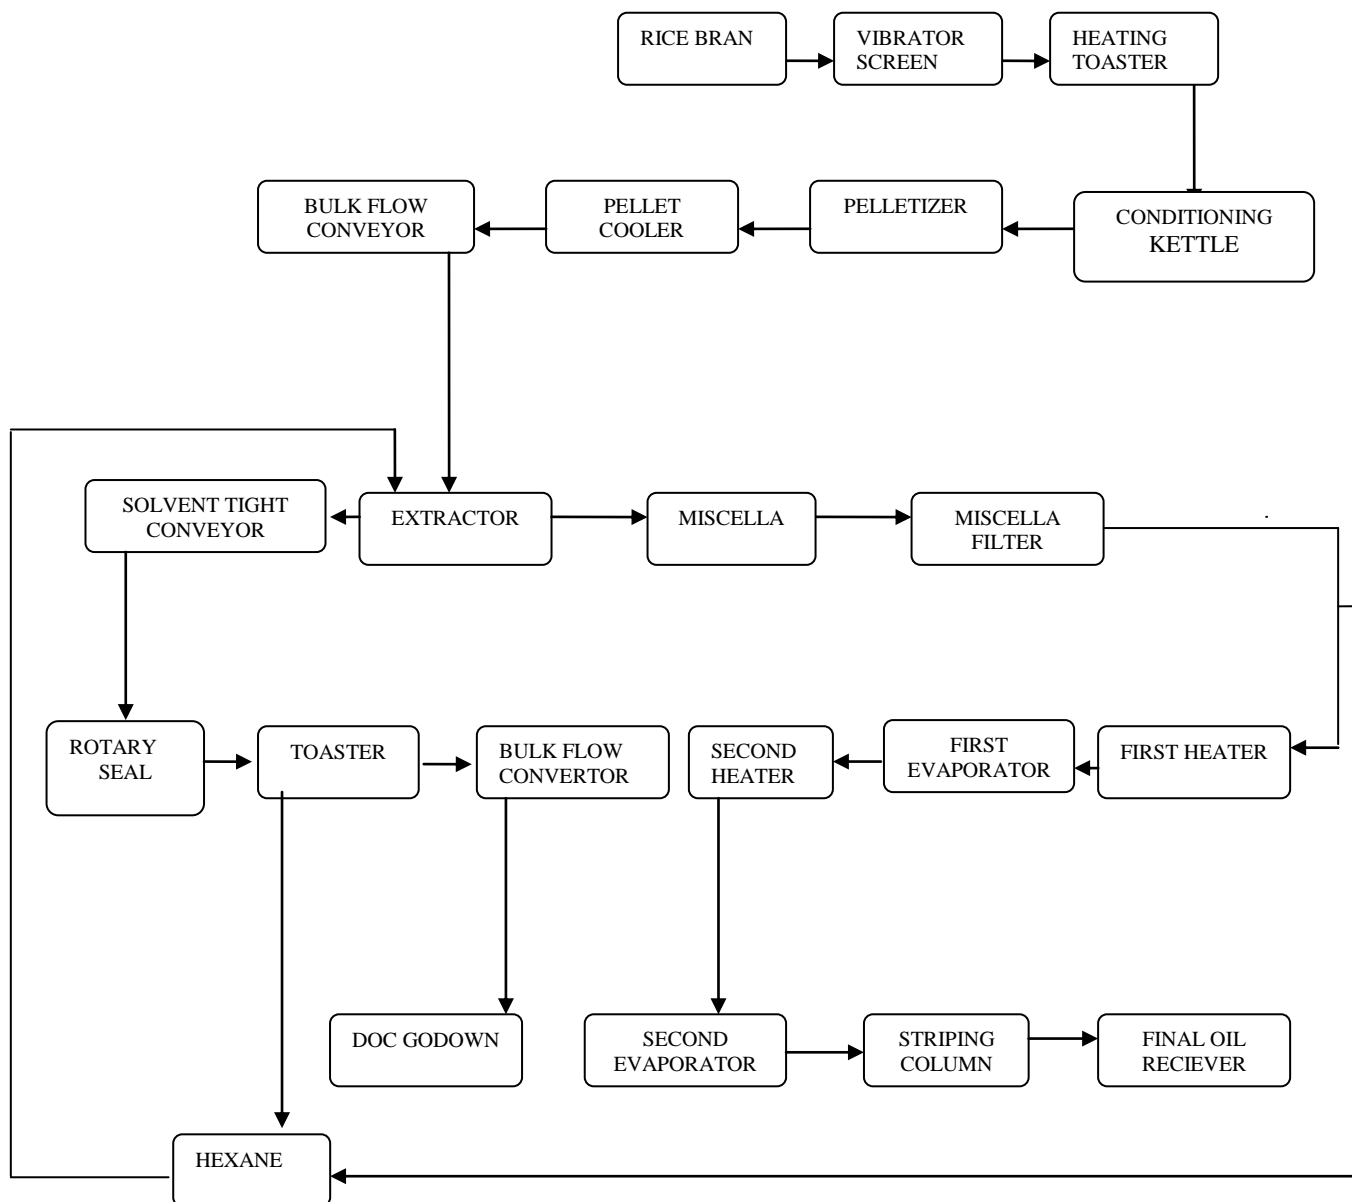 RICE BRAN
VIBRATOR
SCREEN
HEATING
TOASTER
BULK FLOW
CONVEYOR
PELLET
COOLER
PELLETIZER
CONDITIONING
KETTLE
SOLVENT TIGHT
CONVEYOR
EXTRACTOR
MISCELLA
MISCELLA
FILTER
ROTARY
SEAL
TOASTER
BULK FLOW
CONVERTOR
SECOND
HEATER
FIRST
EVAPORATOR
FIRST HEATER
DOC GODOWN
SECOND
EVAPORATOR
STRIPING
COLUMN
FINAL OIL
RECIEVER
HEXANE